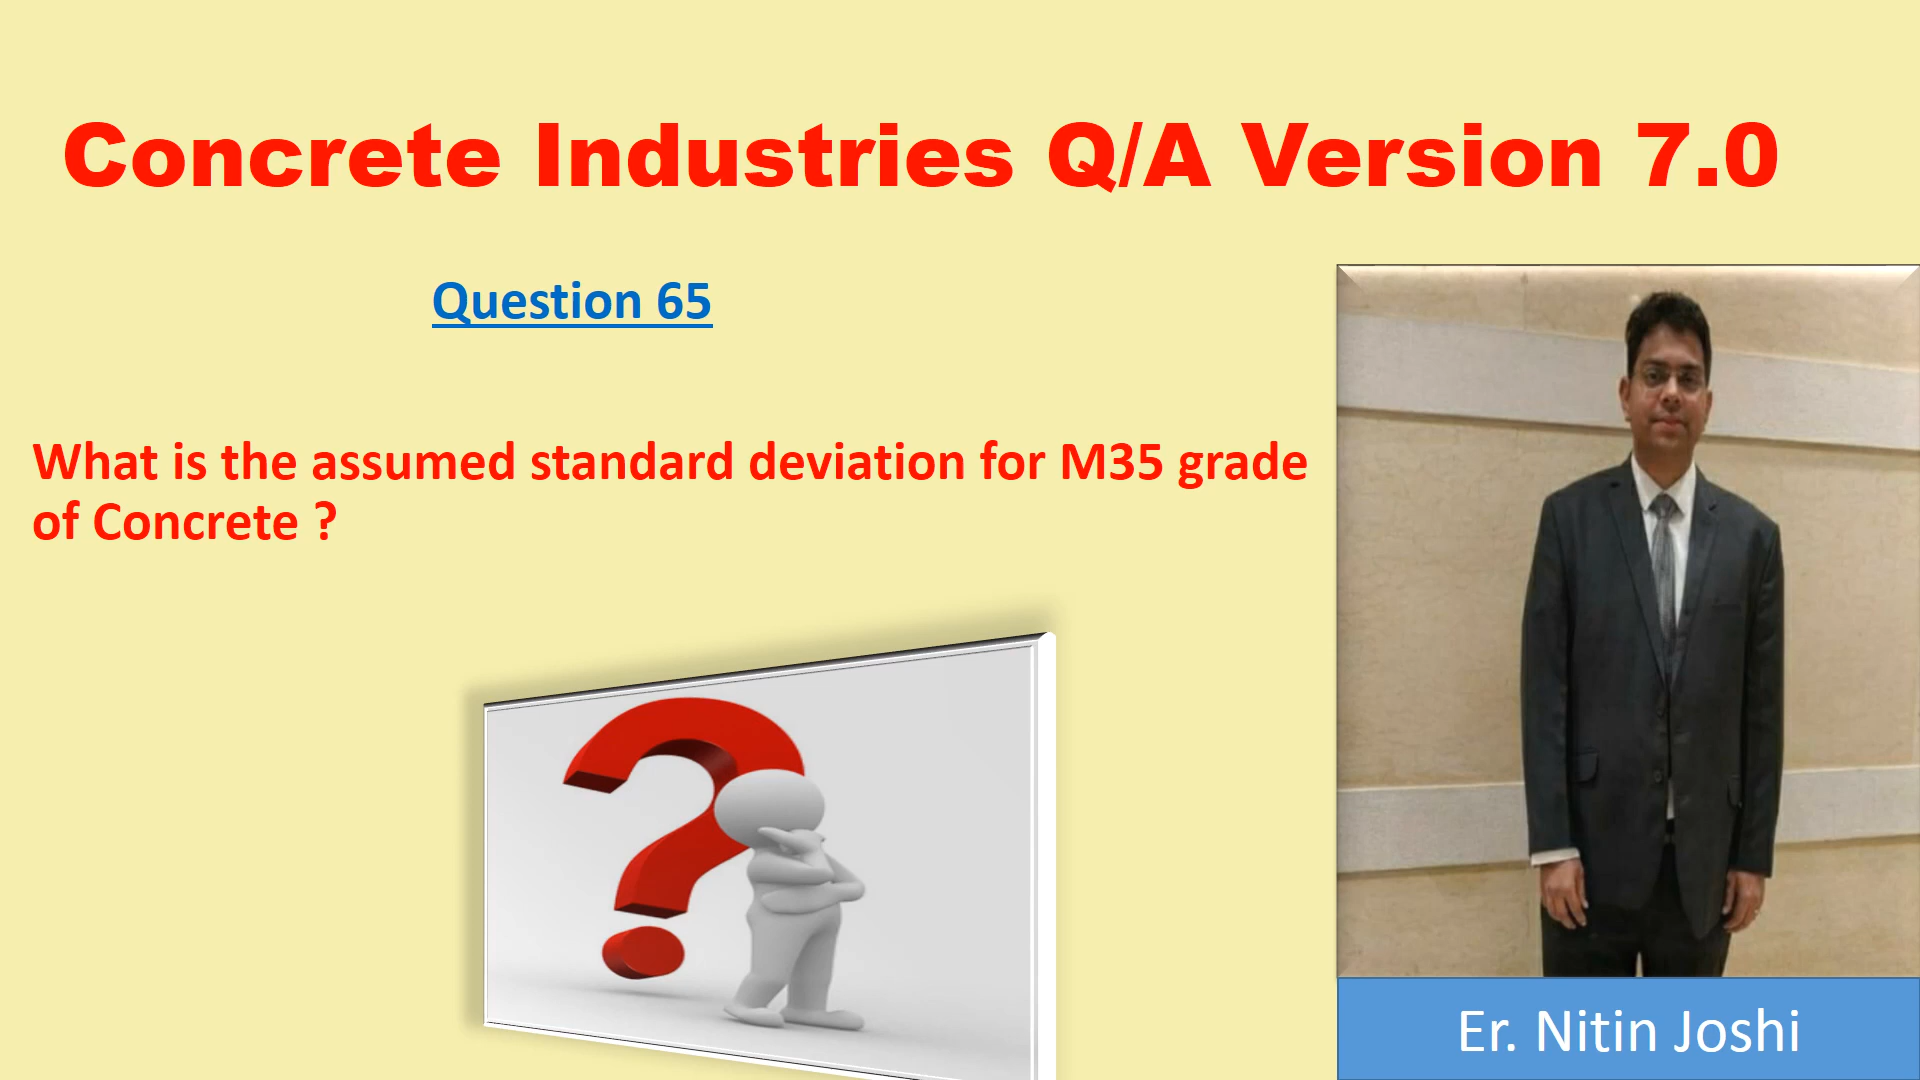 Concrete Industries Q/A Version 7.0
Question 65
What is the assumed standard deviation for M35 grade
of Concrete ?
Er. Nitin Joshi